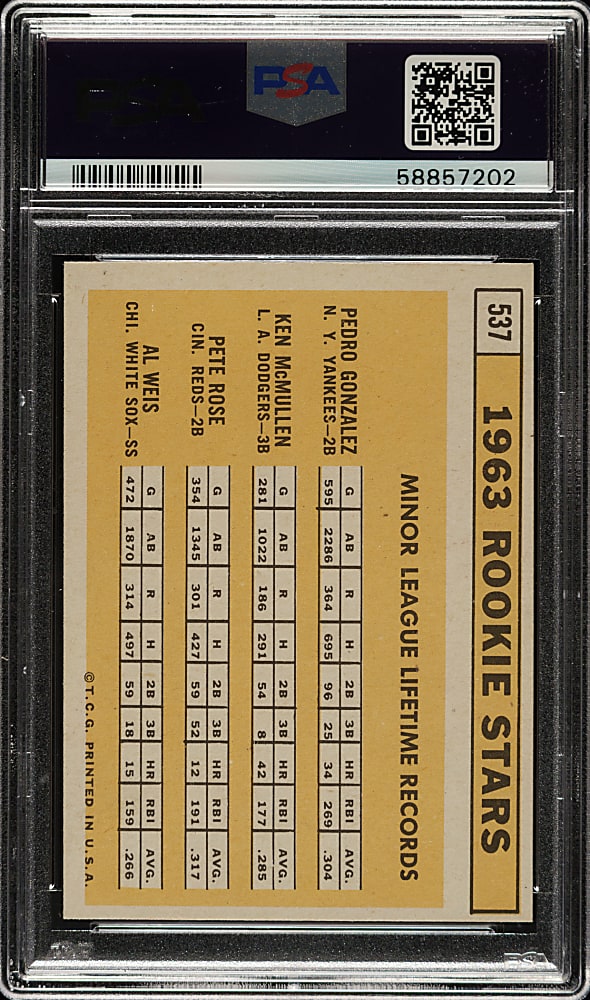 PSA
58857202
537
1963 ROOKIE STARS
MINOR LEAGUE LIFETIME RECORDS
PEDRO GONZALEZ
N. Y. YANKEES—2B
G AB R H 2B 3B HR RBI AVG.
595 2286 364 695 96 25 34 269 .304
KEN McMULLEN
L. A. DODGERS—3B
G AB R H 2B 3B HR RBI AVG.
281 1022 186 291 54 8 42 177 .285
PETE ROSE
CIN. REDS—2B
G AB R H 2B 3B HR RBI AVG.
354 1345 301 427 59 52 12 191 .317
AL WEIS
CHI. WHITE SOX—SS
G AB R H 2B 3B HR RBI AVG.
472 1870 314 497 59 18 15 159 .266
© T.C.G. PRINTED IN U.S.A.
PSA